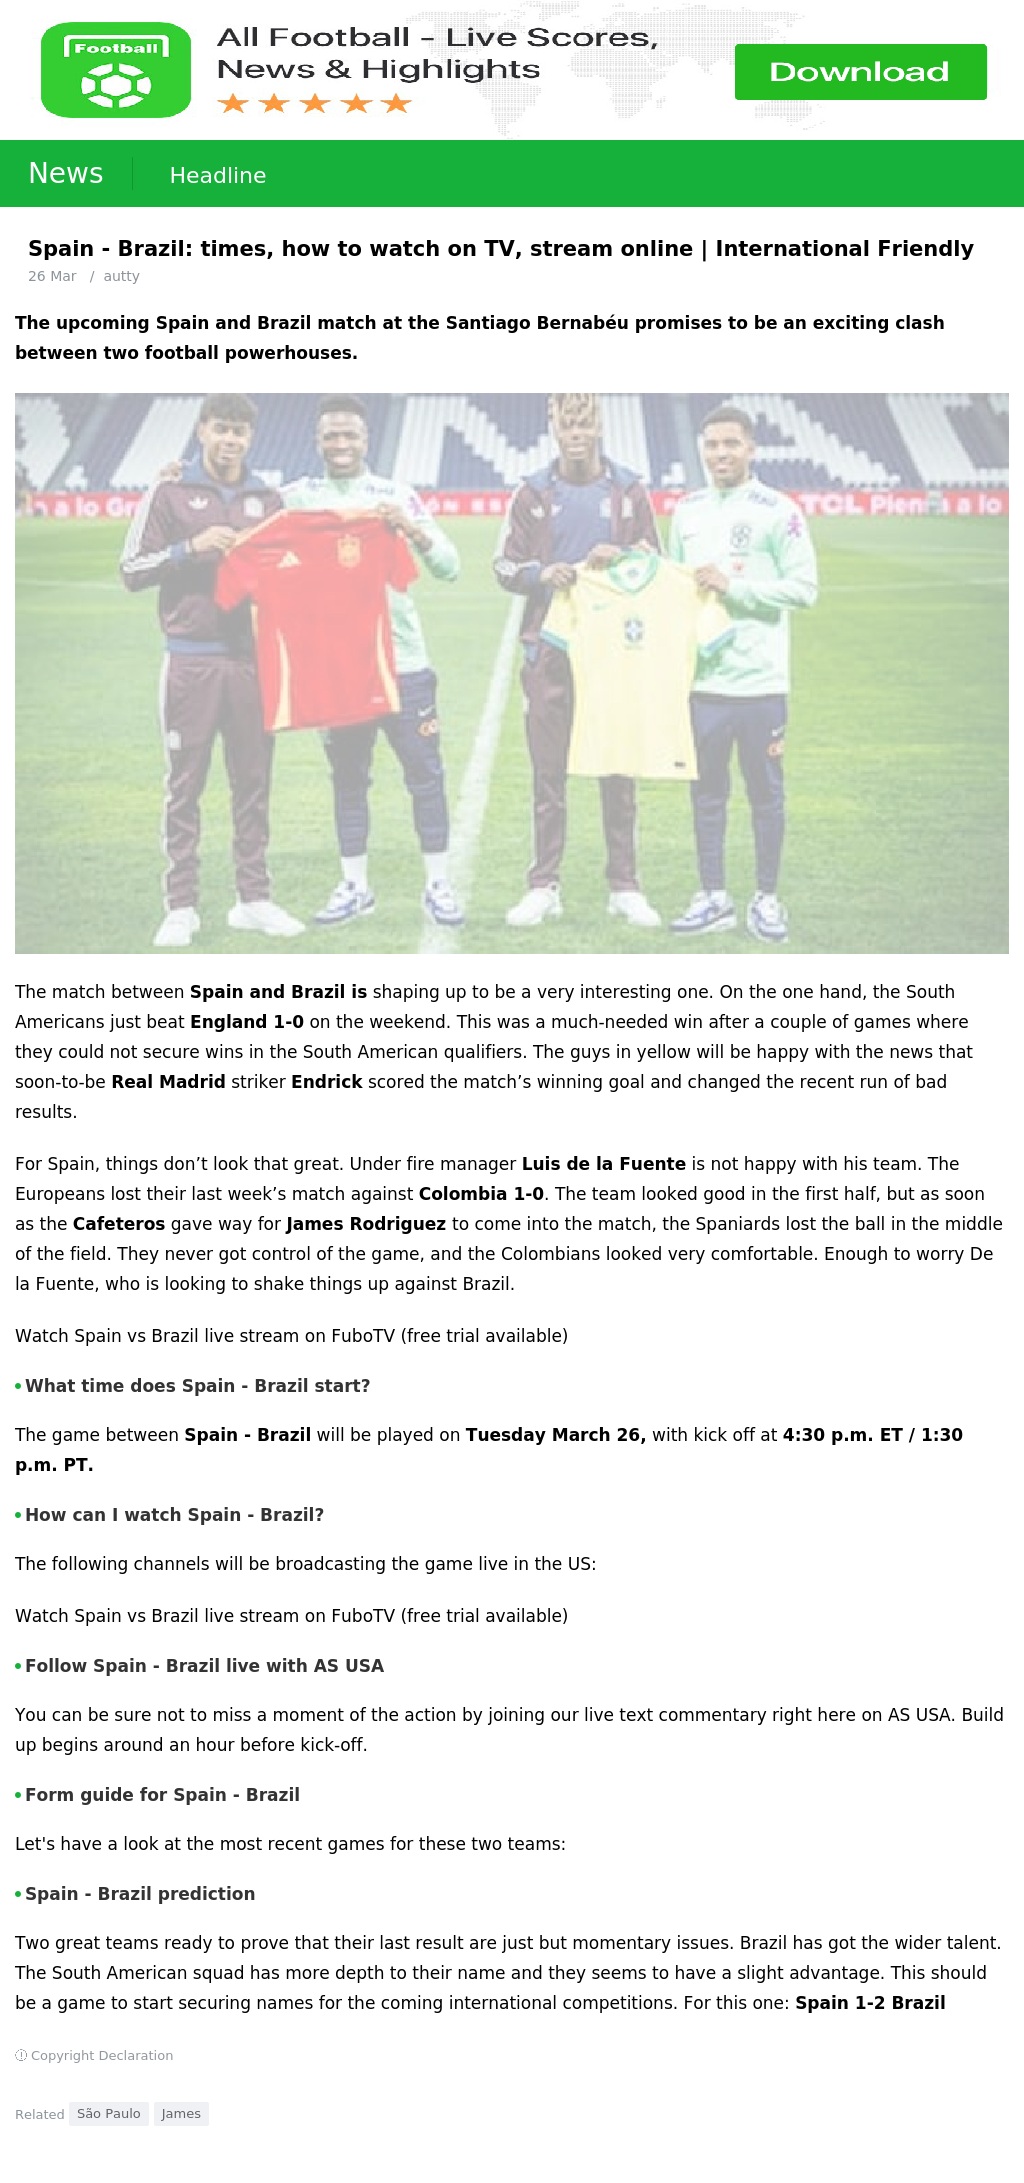 Football
All Football - Live Scores,
News & Highlights
Download
News
Headline
Spain - Brazil: times, how to watch on TV, stream online | International Friendly
26 Mar / autty
The upcoming Spain and Brazil match at the Santiago Bernabéu promises to be an exciting clash
between two football powerhouses.
a lo Gr
TCL Piensa a lo
The match between Spain and Brazil is shaping up to be a very interesting one. On the one hand, the South
Americans just beat England 1-0 on the weekend. This was a much-needed win after a couple of games where
they could not secure wins in the South American qualifiers. The guys in yellow will be happy with the news that
soon-to-be Real Madrid striker Endrick scored the match’s winning goal and changed the recent run of bad
results.
For Spain, things don’t look that great. Under fire manager Luis de la Fuente is not happy with his team. The
Europeans lost their last week’s match against Colombia 1-0. The team looked good in the first half, but as soon
as the Cafeteros gave way for James Rodriguez to come into the match, the Spaniards lost the ball in the middle
of the field. They never got control of the game, and the Colombians looked very comfortable. Enough to worry De
la Fuente, who is looking to shake things up against Brazil.
Watch Spain vs Brazil live stream on FuboTV (free trial available)
•What time does Spain - Brazil start?
The game between Spain - Brazil will be played on Tuesday March 26, with kick off at 4:30 p.m. ET / 1:30
p.m. PT.
•How can I watch Spain - Brazil?
The following channels will be broadcasting the game live in the US:
Watch Spain vs Brazil live stream on FuboTV (free trial available)
•Follow Spain - Brazil live with AS USA
You can be sure not to miss a moment of the action by joining our live text commentary right here on AS USA. Build
up begins around an hour before kick-off.
•Form guide for Spain - Brazil
Let's have a look at the most recent games for these two teams:
•Spain - Brazil prediction
Two great teams ready to prove that their last result are just but momentary issues. Brazil has got the wider talent.
The South American squad has more depth to their name and they seems to have a slight advantage. This should
be a game to start securing names for the coming international competitions. For this one: Spain 1-2 Brazil
Copyright Declaration
Related São Paulo James